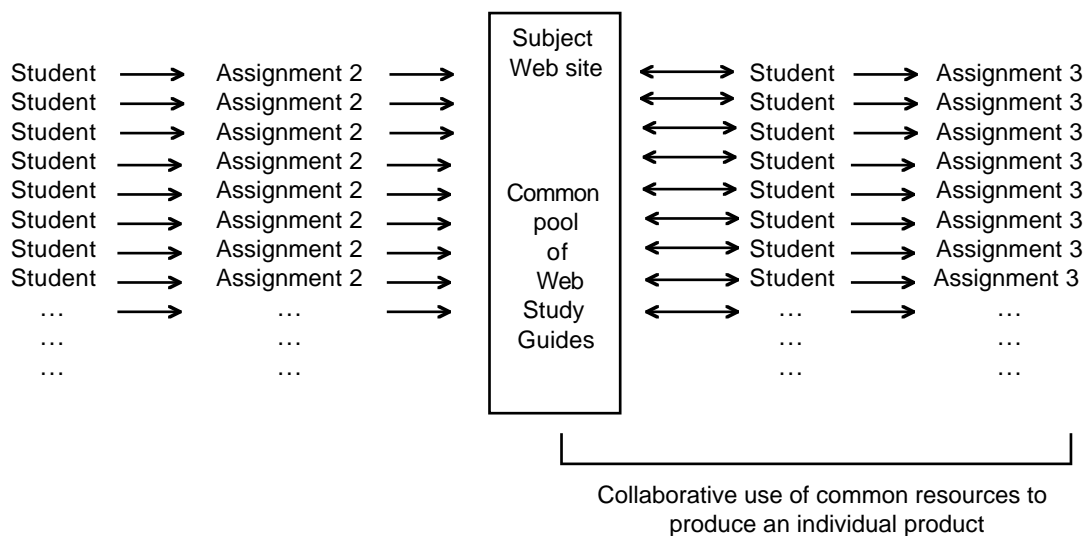 Subject
Web site
Student Assignment 2 Student Assignment 3
Student Assignment 2 Student Assignment 3
Student Assignment 2 Student Assignment 3
Student Assignment 2 Student Assignment 3
Student Assignment 2 Student Assignment 3
Student Assignment 2 Student Assignment 3
Student Assignment 2 Student Assignment 3
Student Assignment 2 Student Assignment 3
… … … …
… … … …
… … … …
Common
pool
of
Web
Study
Guides
Collaborative use of common resources to
produce an individual product